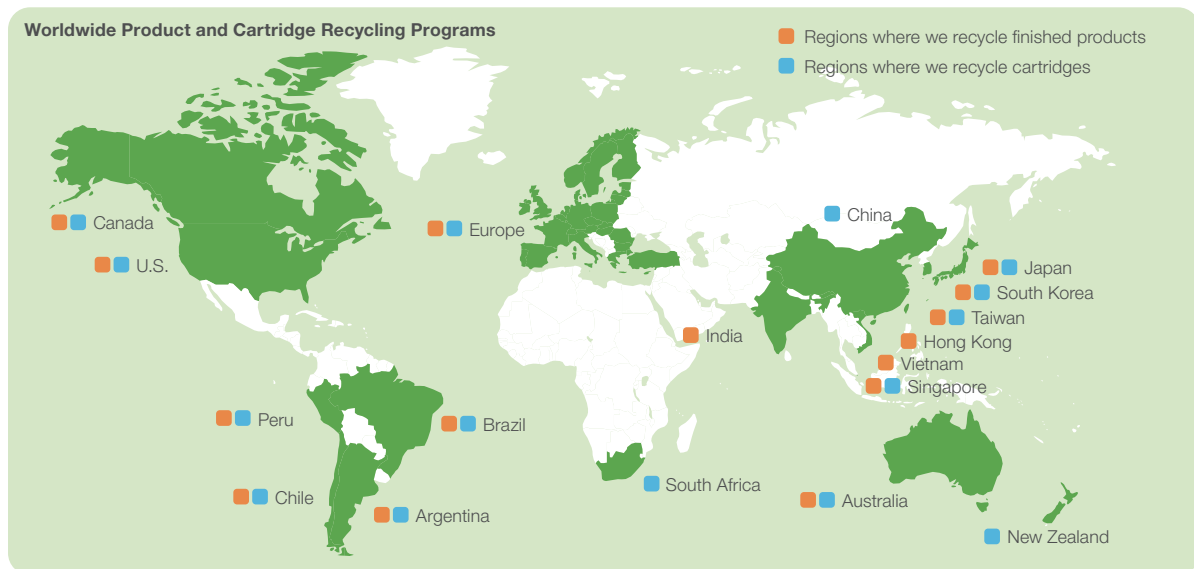 Worldwide Product and Cartridge Recycling Programs
Regions where we recycle finished products
Regions where we recycle cartridges
Canada
U.S.
Europe
China
Japan
South Korea
Taiwan
India
Hong Kong
Vietnam
Singapore
Peru
Brazil
South Africa
Chile
Argentina
Australia
New Zealand